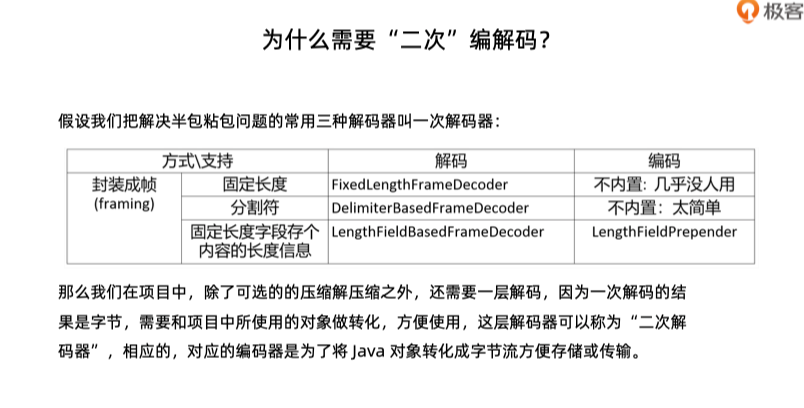 极客
为什么需要“二次”编解码？
假设我们把解决半包粘包问题的常用三种解码器叫一次解码器：
方式\支持 解码 编码
封装成帧 固定长度 FixedLengthFrameDecoder 不内置: 几乎没人用
(framing) 分割符 DelimiterBasedFrameDecoder 不内置：太简单
固定长度字段存个 LengthFieldBasedFrameDecoder LengthFieldPrepender
内容的长度信息
那么我们在项目中，除了可选的的压缩解压缩之外，还需要一层解码，因为一次解码的结
果是字节，需要和项目中所使用的对象做转化，方便使用，这层解码器可以称为“二次解
码器”，相应的，对应的编码器是为了将 Java 对象转化成字节流方便存储或传输。